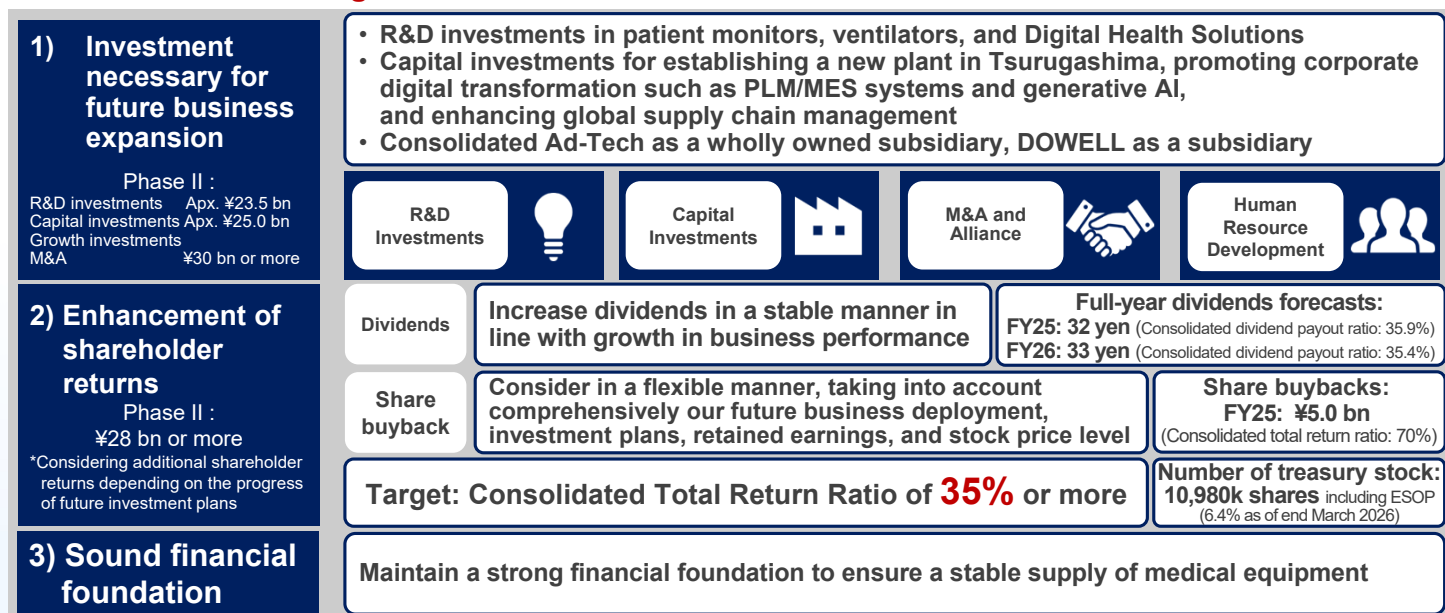 1) Investment
necessary for
future business
expansion
Phase II :
R&D investments Apx. ¥23.5 bn
Capital investments Apx. ¥25.0 bn
Growth investments
M&A ¥30 bn or more
• R&D investments in patient monitors, ventilators, and Digital Health Solutions
• Capital investments for establishing a new plant in Tsurugashima, promoting corporate
digital transformation such as PLM/MES systems and generative AI,
and enhancing global supply chain management
• Consolidated Ad-Tech as a wholly owned subsidiary, DOWELL as a subsidiary
R&D
Investments
Capital
Investments
M&A and
Alliance
Human
Resource
Development
2) Enhancement of
shareholder
returns
Phase II :
¥28 bn or more
*Considering additional shareholder
returns depending on the progress
of future investment plans
Dividends
Increase dividends in a stable manner in
line with growth in business performance
Full-year dividends forecasts:
FY25: 32 yen (Consolidated dividend payout ratio: 35.9%)
FY26: 33 yen (Consolidated dividend payout ratio: 35.4%)
Share
buyback
Consider in a flexible manner, taking into account
comprehensively our future business deployment,
investment plans, retained earnings, and stock price level
Share buybacks:
FY25: ¥5.0 bn
(Consolidated total return ratio: 70%)
Target: Consolidated Total Return Ratio of 35% or more
Number of treasury stock:
10,980k shares including ESOP
(6.4% as of end March 2026)
3) Sound financial
foundation
Maintain a strong financial foundation to ensure a stable supply of medical equipment